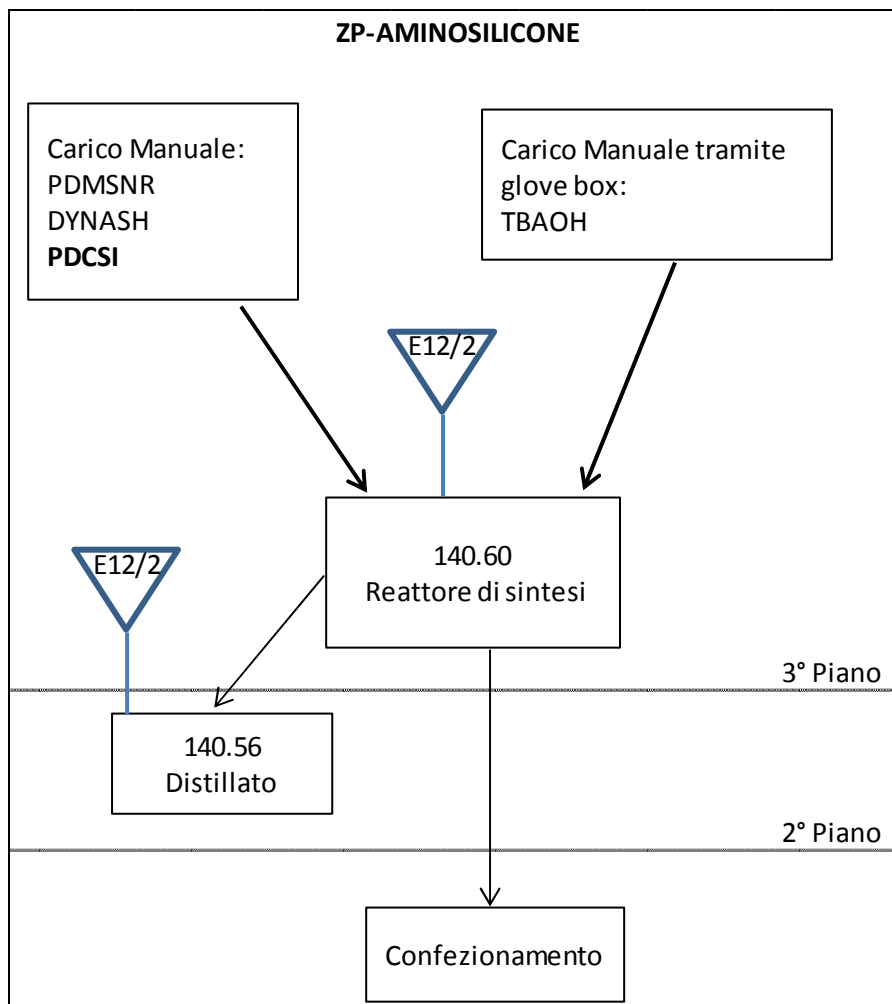 ZP-AMINOSILICONE
Carico Manuale:
PDMSNR
DYNASH
PDCSI
Carico Manuale tramite
glove box:
TBAOH
E12/2
140.60
Reattore di sintesi
E12/2
3° Piano
140.56
Distillato
2° Piano
Confezionamento